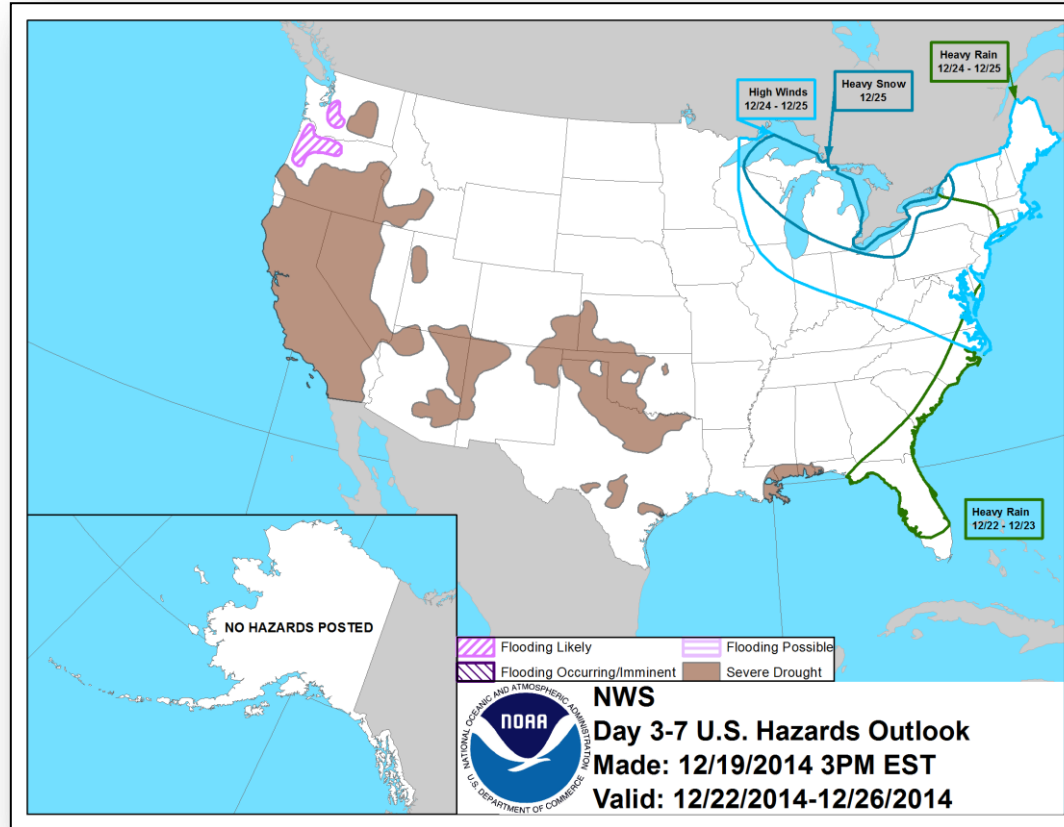 Heavy Rain
12/24 - 12/25
High Winds
12/24 - 12/25
Heavy Snow
12/25
Heavy Rain
12/22 - 12/23
NO HAZARDS POSTED
Flooding Likely
Flooding Possible
Flooding Occurring/Imminent
Severe Drought
NATIONAL OCEANIC AND ATMOSPHERIC ADMINISTRATION
NOAA
U.S. DEPARTMENT OF COMMERCE
NWS
Day 3-7 U.S. Hazards Outlook
Made: 12/19/2014 3PM EST
Valid: 12/22/2014-12/26/2014